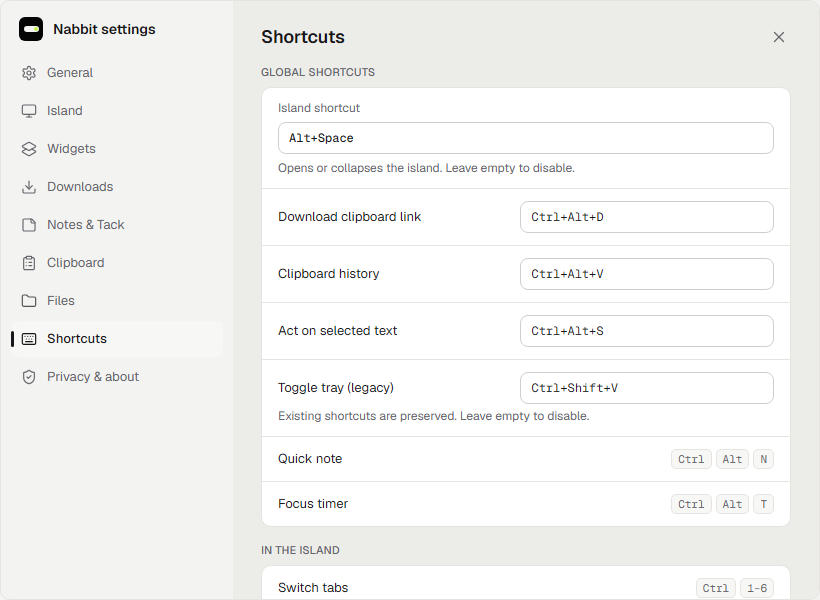 Nabbit settings
General
Island
Widgets
Downloads
Notes & Tack
Clipboard
Files
Shortcuts
Privacy & about
Shortcuts
GLOBAL SHORTCUTS
Island shortcut
Alt+Space
Opens or collapses the island. Leave empty to disable.
Download clipboard link Ctrl+Alt+D
Clipboard history Ctrl+Alt+V
Act on selected text Ctrl+Alt+S
Toggle tray (legacy) Ctrl+Shift+V
Existing shortcuts are preserved. Leave empty to disable.
Quick note Ctrl Alt N
Focus timer Ctrl Alt T
IN THE ISLAND
Switch tabs Ctrl 1-6